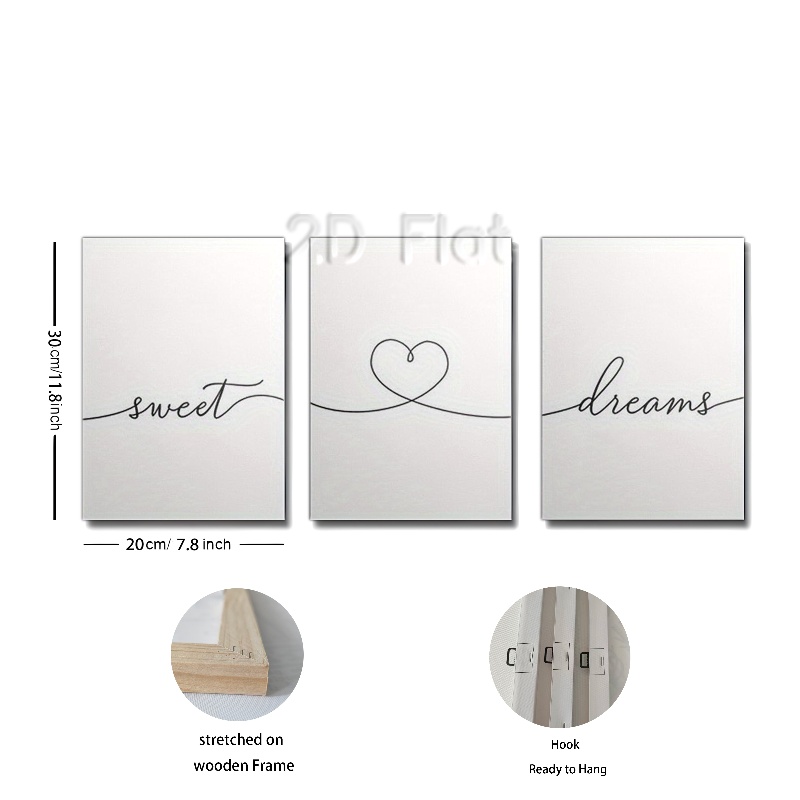 2D Flat
sweet
dreams
30cm/11.8inch
20cm/ 7.8 inch
stretched on
wooden Frame
Hook
Ready to Hang